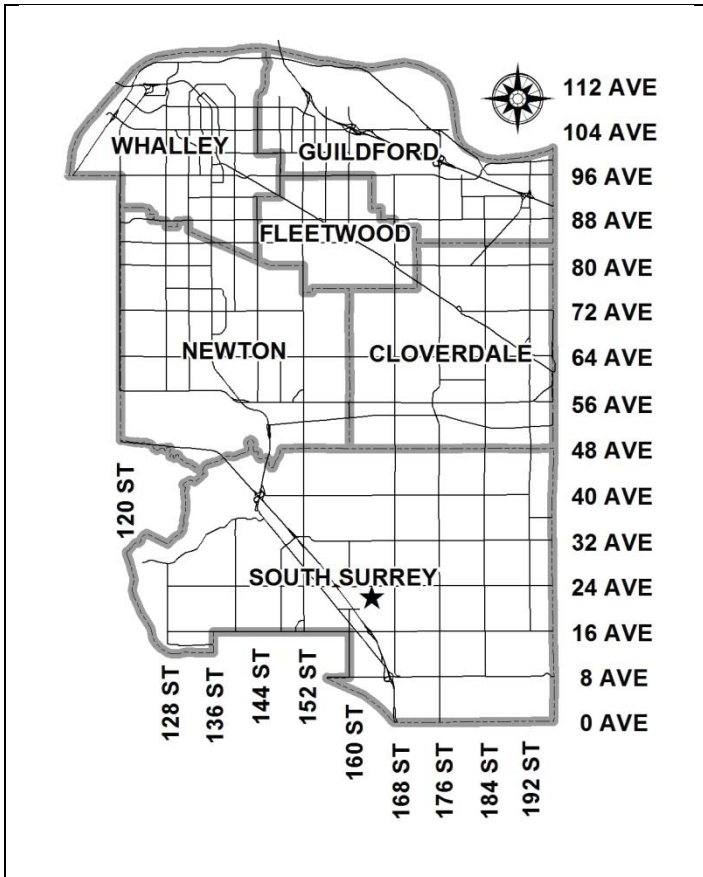 112 AVE
104 AVE
WHALLEY
GUILDFORD
96 AVE
88 AVE
FLEETWOOD
80 AVE
72 AVE
NEWTON
CLOVERDALE
64 AVE
56 AVE
48 AVE
120 ST
40 AVE
32 AVE
SOUTH SURREY
24 AVE
16 AVE
8 AVE
128 ST
136 ST
144 ST
152 ST
160 ST
0 AVE
168 ST
176 ST
184 ST
192 ST